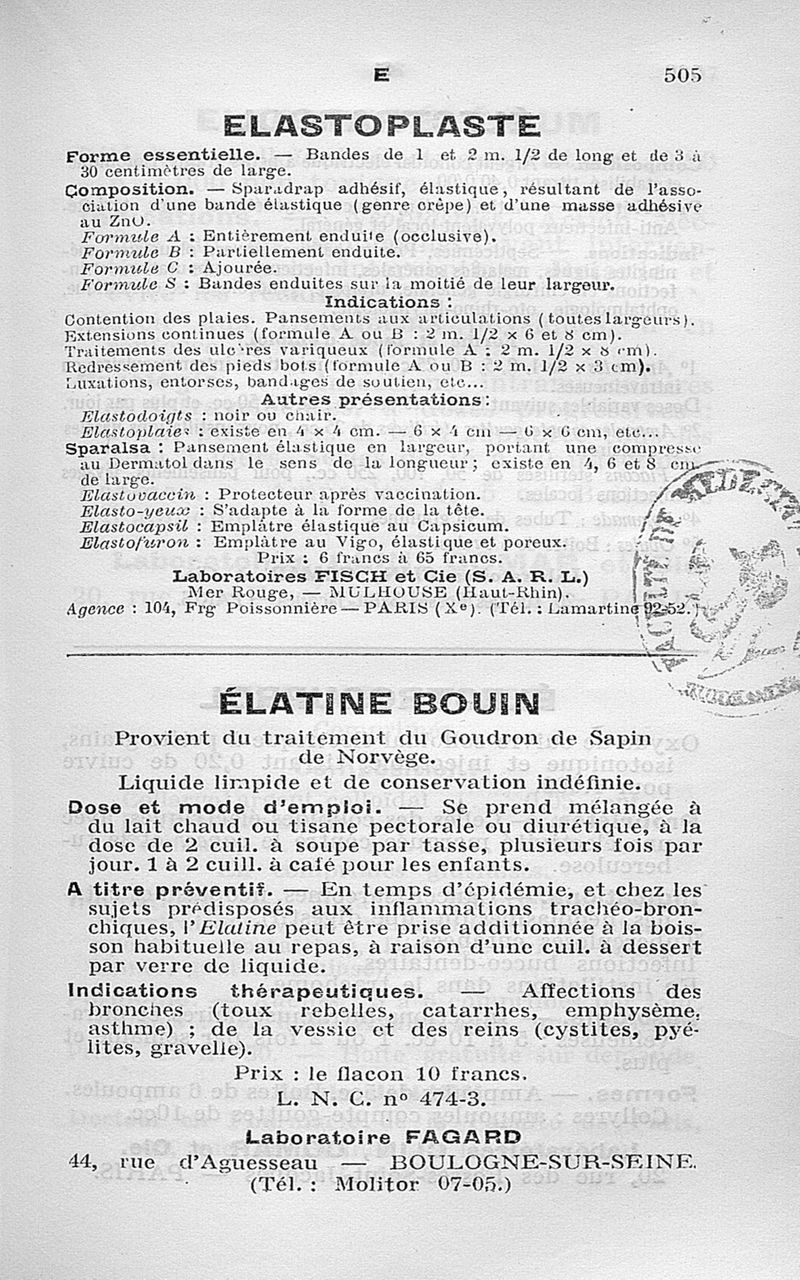 E 505
ELASTOPLASTE
Forme essentielle. — Bandes de 1 et 2 m. 1/2 de long et de 3 à
30 centimètres de large.
Composition. — Sparadrap adhésif, élastique, résultant de l'asso-
ciation d'une bande élastique (genre crêpe) et d'une masse adhésive
au ZnO.
Formule A : Entièrement enduite (occlusive).
Formule B : Partiellement enduite.
Formule C : Ajourée.
Formule S : Bandes enduites sur la moitié de leur largeur.
Indications :
Contention des plaies. Pansements aux articulations (toutes largeurs).
Extensions continues (formule A ou B : 2 m. 1/2 x 6 et 8 cm).
Traitements des ulcères variqueux (formule A : 2 m. 1/2 x 8 cm).
Redressement des pieds bots (formule A ou B : 2 m. 1/2 x 3 cm).
Luxations, entorses, bandages de soutien, etc...
Autres présentations :
Elastodoigts : noir ou chair.
Elastoplaies : existe en 4 x 4 cm. — 6 x 4 cm — 6 x 6 cm, etc...
Sparalsa : Pansement élastique en largeur, portant une compresse
au Dermatol dans le sens de la longueur ; existe en 4, 6 et 8 cm.
de large.
Elastovaccin : Protecteur après vaccination.
Elasto-yeux : S'adapte à la forme de la tête.
Elastocapsil : Emplâtre élastique au Capsicum.
Elastofuron : Emplâtre au Vigo, élastique et poreux.
Prix : 6 francs à 65 francs.
Laboratoires FISCH et Cie (S. A. R. L.)
Mer Rouge, — MULHOUSE (Haut-Rhin).
Agence : 104, Frg Poissonnière — PARIS (Xe). (Tél. : Lamartine 92-52.)
ÉLATINE BOUIN
Provient du traitement du Goudron de Sapin
de Norvège.
Liquide limpide et de conservation indéfinie.
Dose et mode d'emploi. — Se prend mélangée à
du lait chaud ou tisane pectorale ou diurétique, à la
dose de 2 cuil. à soupe par tasse, plusieurs fois par
jour. 1 à 2 cuill. à café pour les enfants.
A titre préventif. — En temps d'épidémie, et chez les
sujets prédisposés aux inflammations trachéo-bron-
chiques, l'Elatine peut être prise additionnée à la bois-
son habituelle au repas, à raison d'une cuil. à dessert
par verre de liquide.
Indications thérapeutiques. — Affections des
bronches (toux rebelles, catarrhes, emphysème,
asthme) ; de la vessie et des reins (cystites, pyé-
lites, gravelle).
Prix : le flacon 10 francs.
L. N. C. no 474-3.
Laboratoire FAGARD
44, rue d'Aguesseau — BOULOGNE-SUR-SEINE.
(Tél. : Molitor 07-05.)